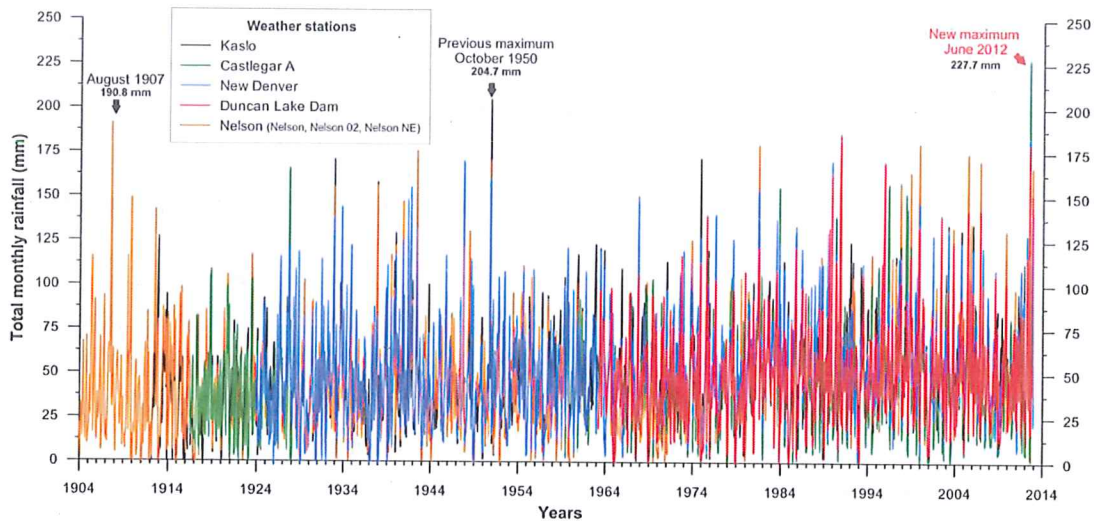 250
225
200
175
150
125
100
75
50
25
0
Total monthly rainfall (mm)
Weather stations
Kaslo
Castlegar A
New Denver
Duncan Lake Dam
Nelson (Nelson, Nelson 02, Nelson NE)
August 1907
190.8 mm
Previous maximum
October 1950
204.7 mm
New maximum
June 2012
227.7 mm
250
225
200
175
150
125
100
75
50
25
0
1904 1914 1924 1934 1944 1954 1964 1974 1984 1994 2004 2014
Years